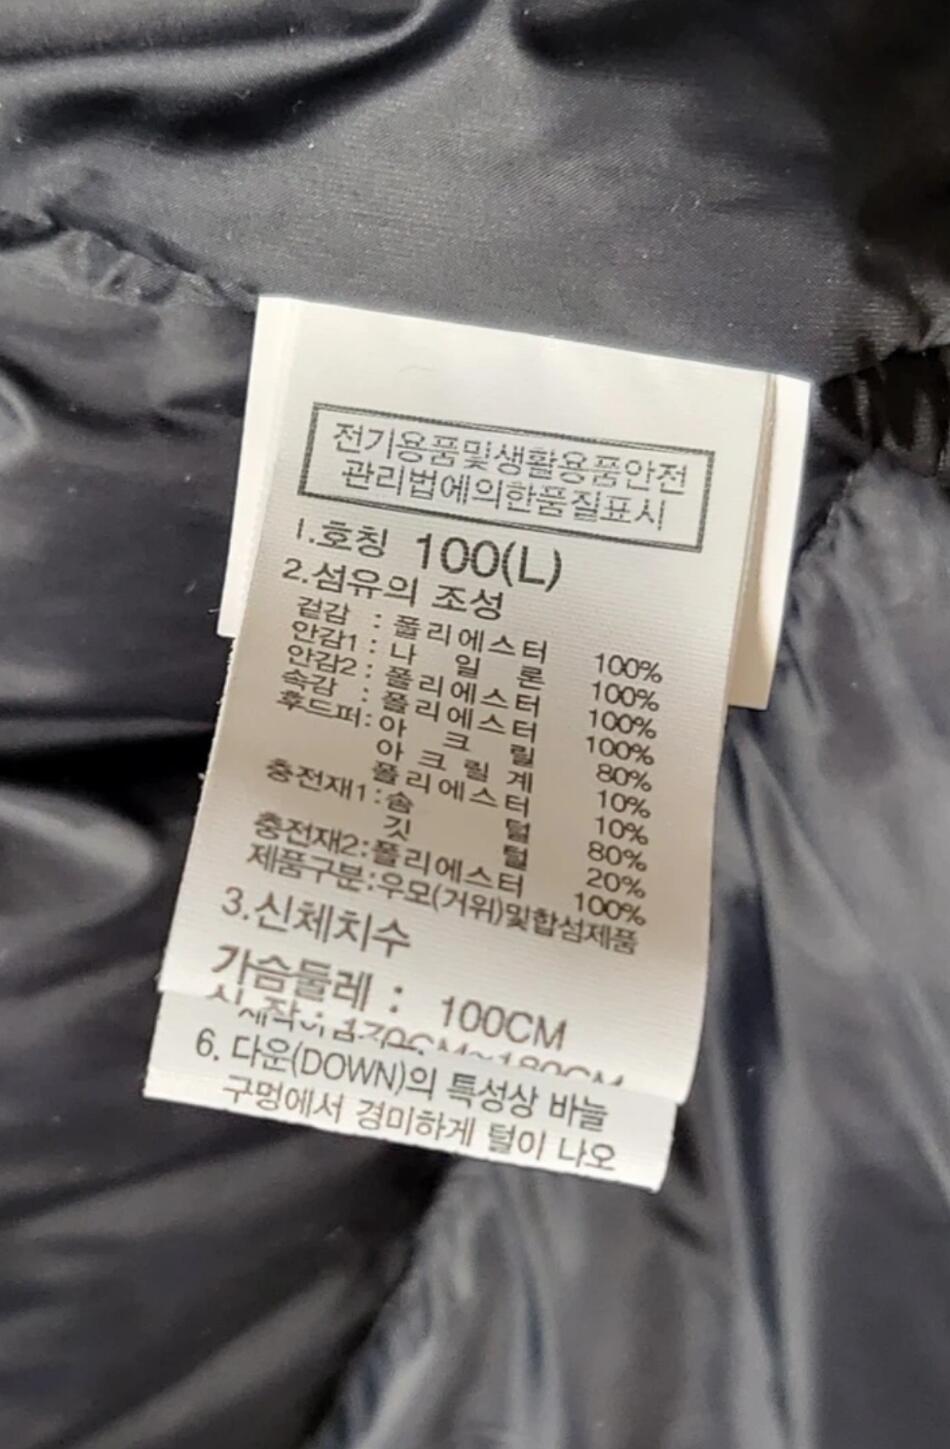 전기용품및생활용품안전
관리법에의한품질표시
1.호칭 100(L)
2.섬유의 조성
겉감 : 폴리에스터 100%
안감1 : 나 일 론 100%
안감2 : 폴리에스터 100%
속감 : 폴리에스터 100%
후드퍼 : 아 크 릴 80%
아 크 릴 계 10%
폴리에스터 10%
충전재1 : 솜 털 80%
깃 털 20%
충전재2 : 폴리에스터 100%
제품구분 : 우모(거위)및합섬제품
3.신체치수
가슴둘레 : 100CM
6. 다운(DOWN)의 특성상 바늘
구멍에서 경미하게 털이 나오